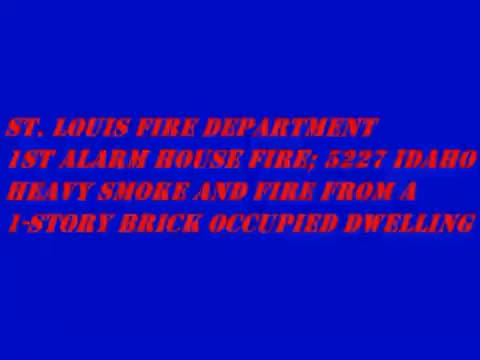 ST. LOUIS FIRE DEPARTMENT
1ST ALARM HOUSE FIRE; 5227 IDAHO
HEAVY SMOKE AND FIRE FROM A
1-STORY BRICK OCCUPIED DWELLING